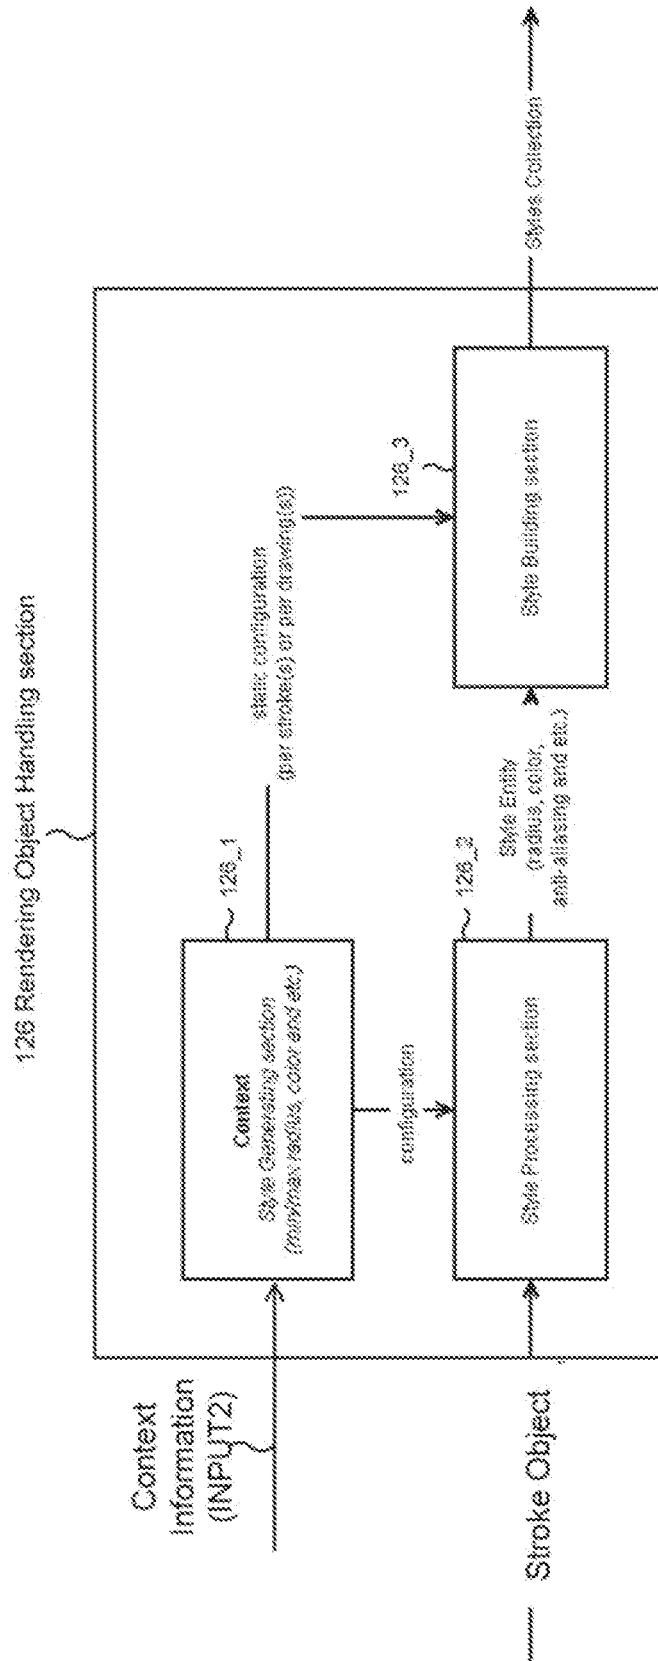 126 Rendering Object Handling section
Context
Information
(INPUT2)
126_1
Context
Style Generating section
(min/max radius, color and etc.)
static configuration
(per stroke(s) or per drawing(s))
configuration
126_3
Style Building section
Styles Collection
Stroke Object
126_2
Style Processing section
Style Entity
(radius, color,
anti-aliasing and etc.)